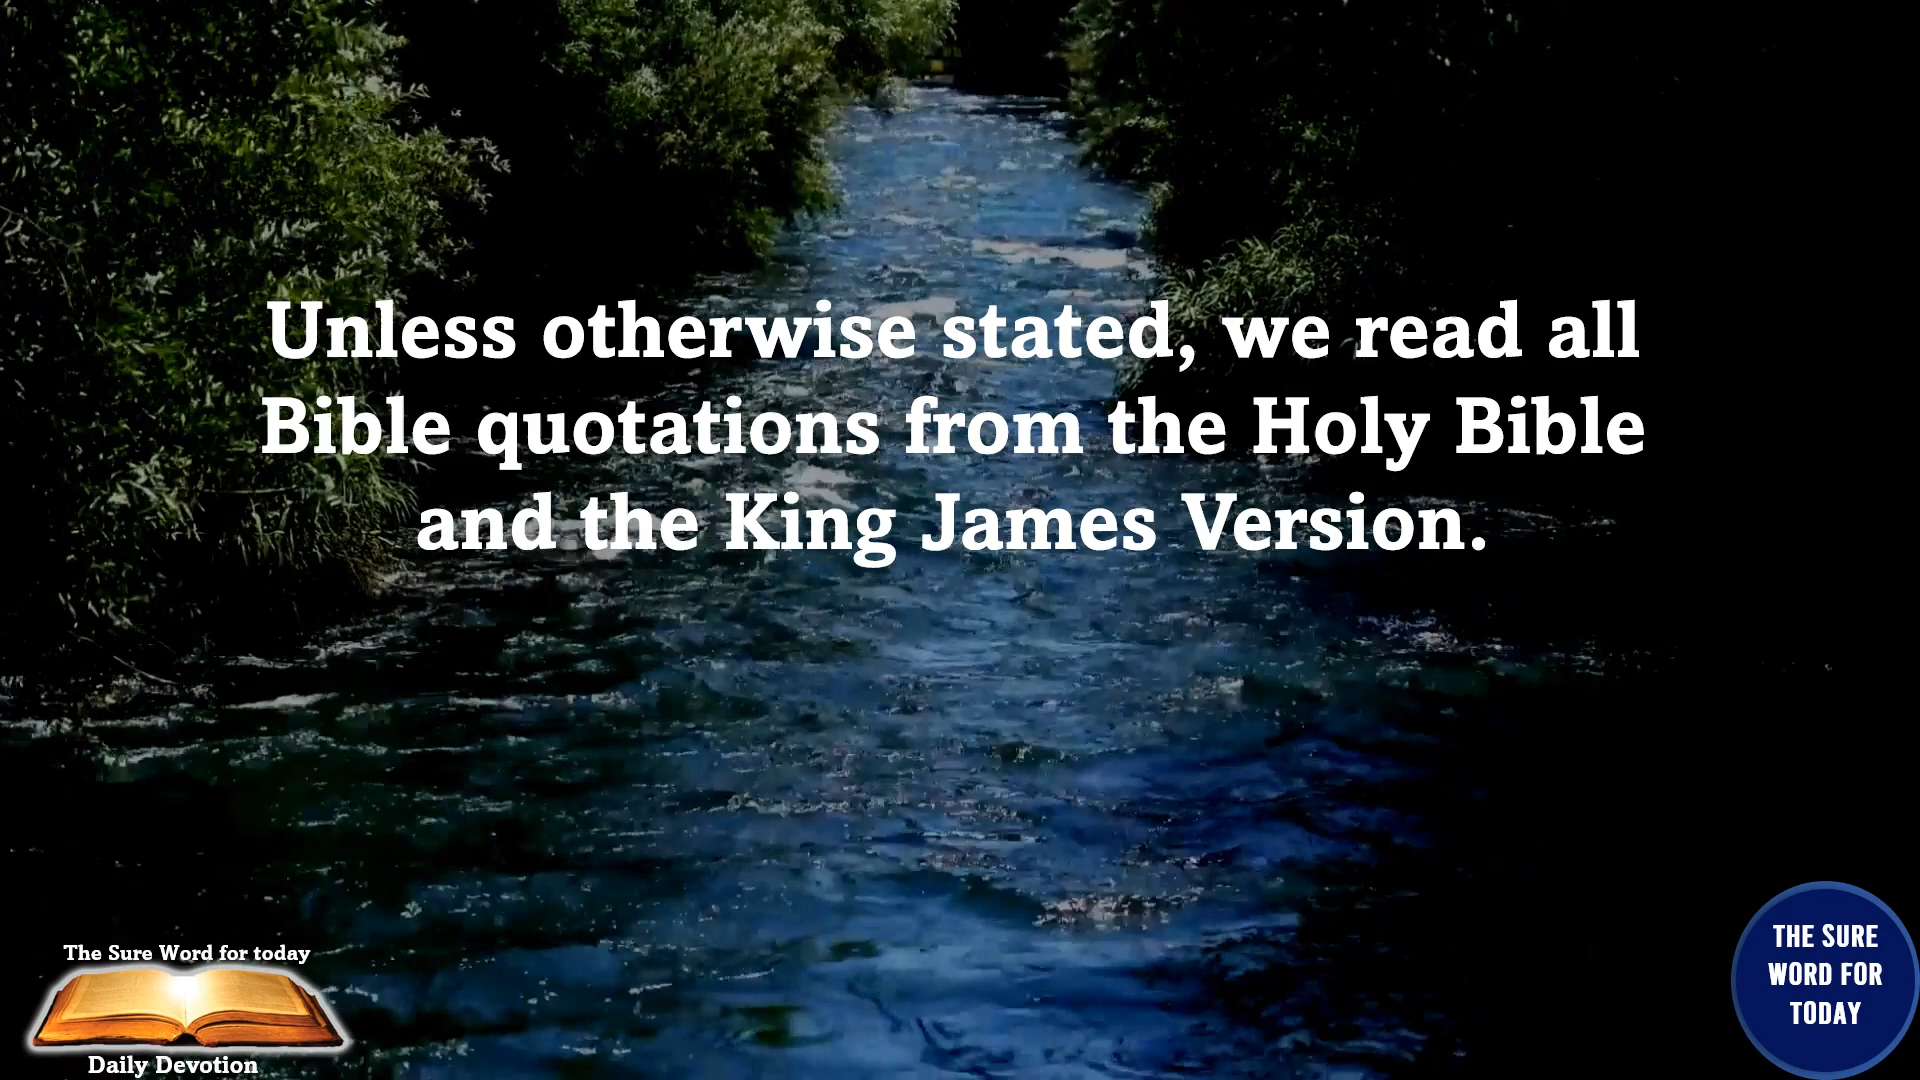 Unless otherwise stated, we read all
Bible quotations from the Holy Bible
and the King James Version.
The Sure Word for today
Daily Devotion
THE SURE
WORD FOR
TODAY